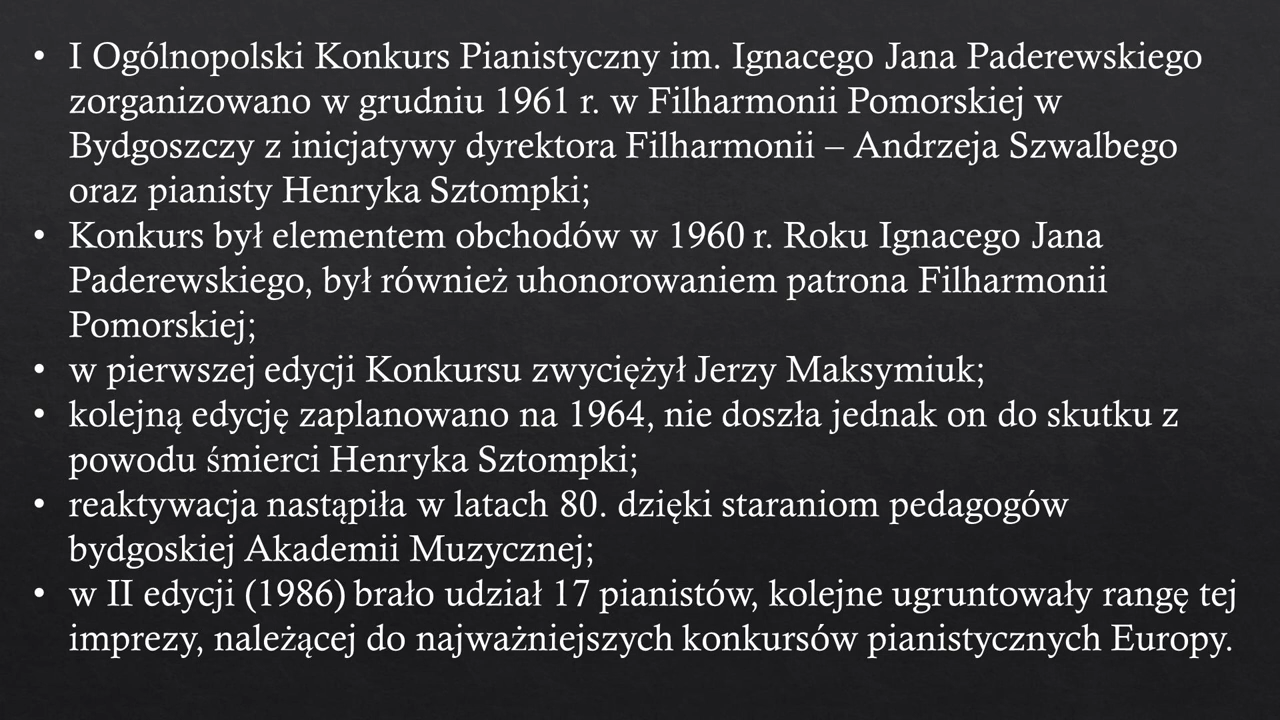 • I Ogólnopolski Konkurs Pianistyczny im. Ignacego Jana Paderewskiego
zorganizowano w grudniu 1961 r. w Filharmonii Pomorskiej w
Bydgoszczy z inicjatywy dyrektora Filharmonii – Andrzeja Szwalbego
oraz pianisty Henryka Sztompki;
• Konkurs był elementem obchodów w 1960 r. Roku Ignacego Jana
Paderewskiego, był również uhonorowaniem patrona Filharmonii
Pomorskiej;
• w pierwszej edycji Konkursu zwyciężył Jerzy Maksymiuk;
• kolejną edycję zaplanowano na 1964, nie doszła jednak on do skutku z
powodu śmierci Henryka Sztompki;
• reaktywacja nastąpiła w latach 80. dzięki staraniom pedagogów
bydgoskiej Akademii Muzycznej;
• w II edycji (1986) brało udział 17 pianistów, kolejne ugruntowały rangę tej
imprezy, należącej do najważniejszych konkursów pianistycznych Europy.